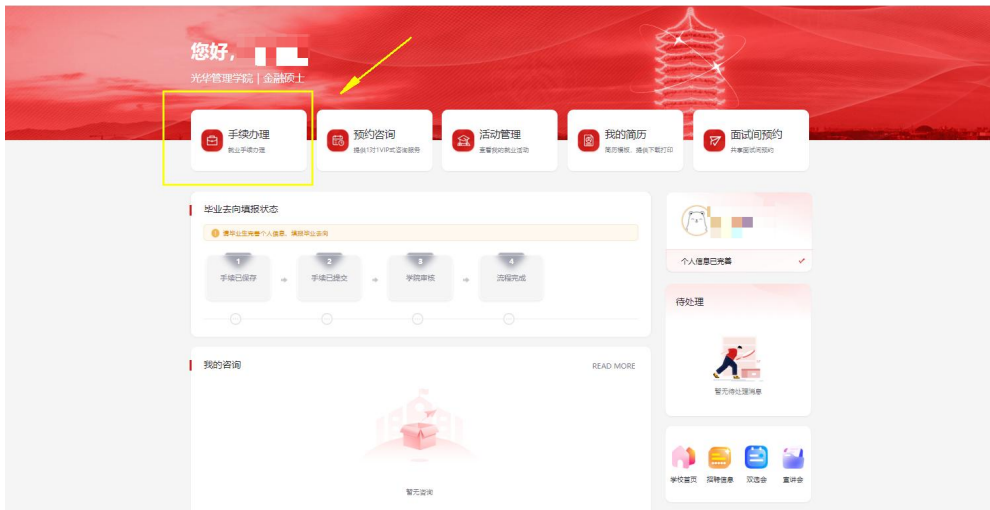 您好，
光华管理学院 | 金融硕士
手续办理
就业手续办理
预约咨询
提供1对1VIP式咨询服务
活动管理
查看我的就业活动
我的简历
简历模板，提供下载打印
面试间预约
共享面试间预约
毕业去向填报状态
请毕业生完善个人信息、填报毕业去向
1
手续已保存
2
手续已提交
3
学院审核
4
流程完成
个人信息已完善
待处理
暂无待处理消息
我的咨询
READ MORE
暂无咨询
学校首页
招聘信息
双选会
宣讲会